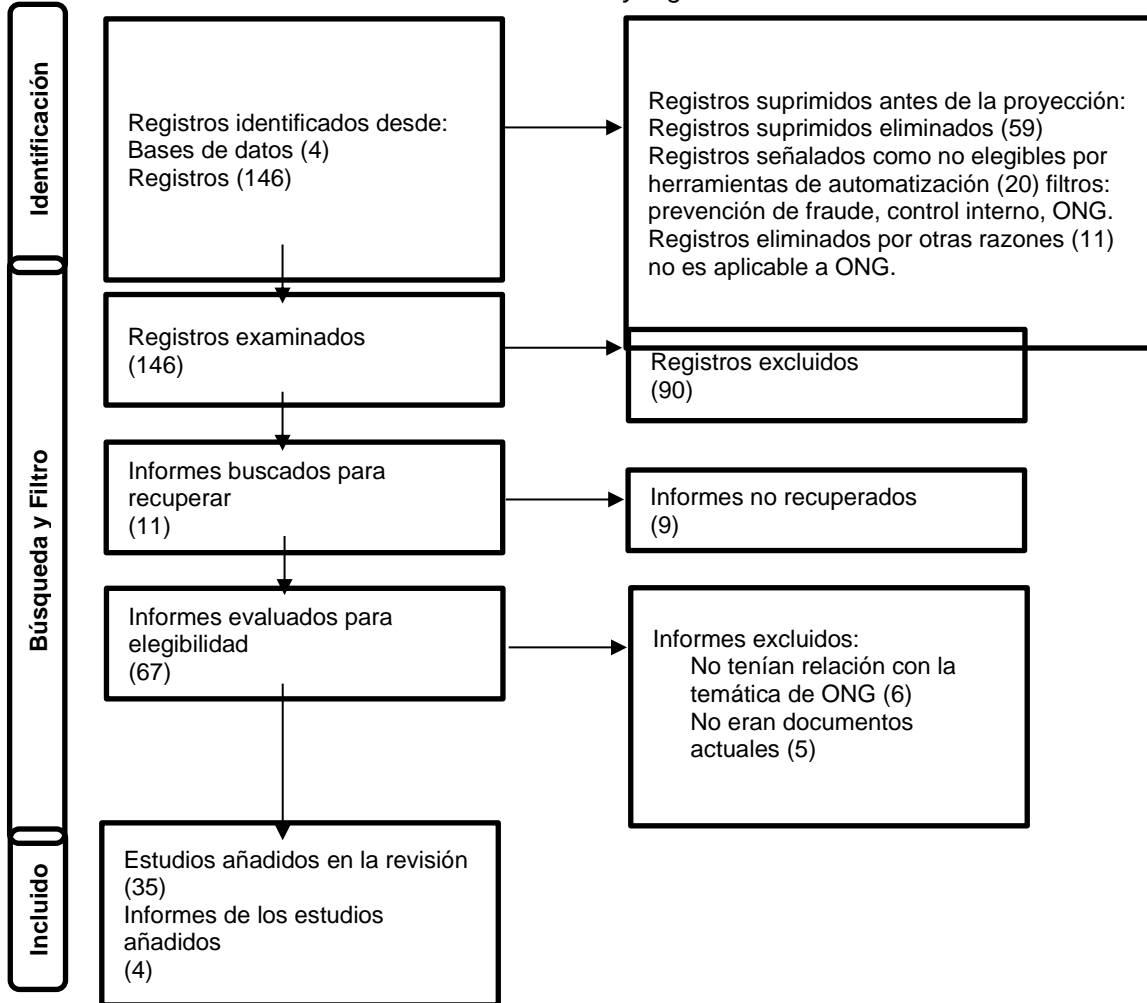 Identificación
Registros identificados desde:
Bases de datos (4)
Registros (146)
Registros suprimidos antes de la proyección:
Registros suprimidos eliminados (59)
Registros señalados como no elegibles por
herramientas de automatización (20) filtros:
prevención de fraude, control interno, ONG.
Registros eliminados por otras razones (11)
no es aplicable a ONG.
Búsqueda y Filtro
Registros examinados
(146)
Registros excluidos
(90)
Informes buscados para
recuperar
(11)
Informes no recuperados
(9)
Informes evaluados para
elegibilidad
(67)
Informes excluidos:
No tenían relación con la
temática de ONG (6)
No eran documentos
actuales (5)
Incluido
Estudios añadidos en la revisión
(35)
Informes de los estudios
añadidos
(4)